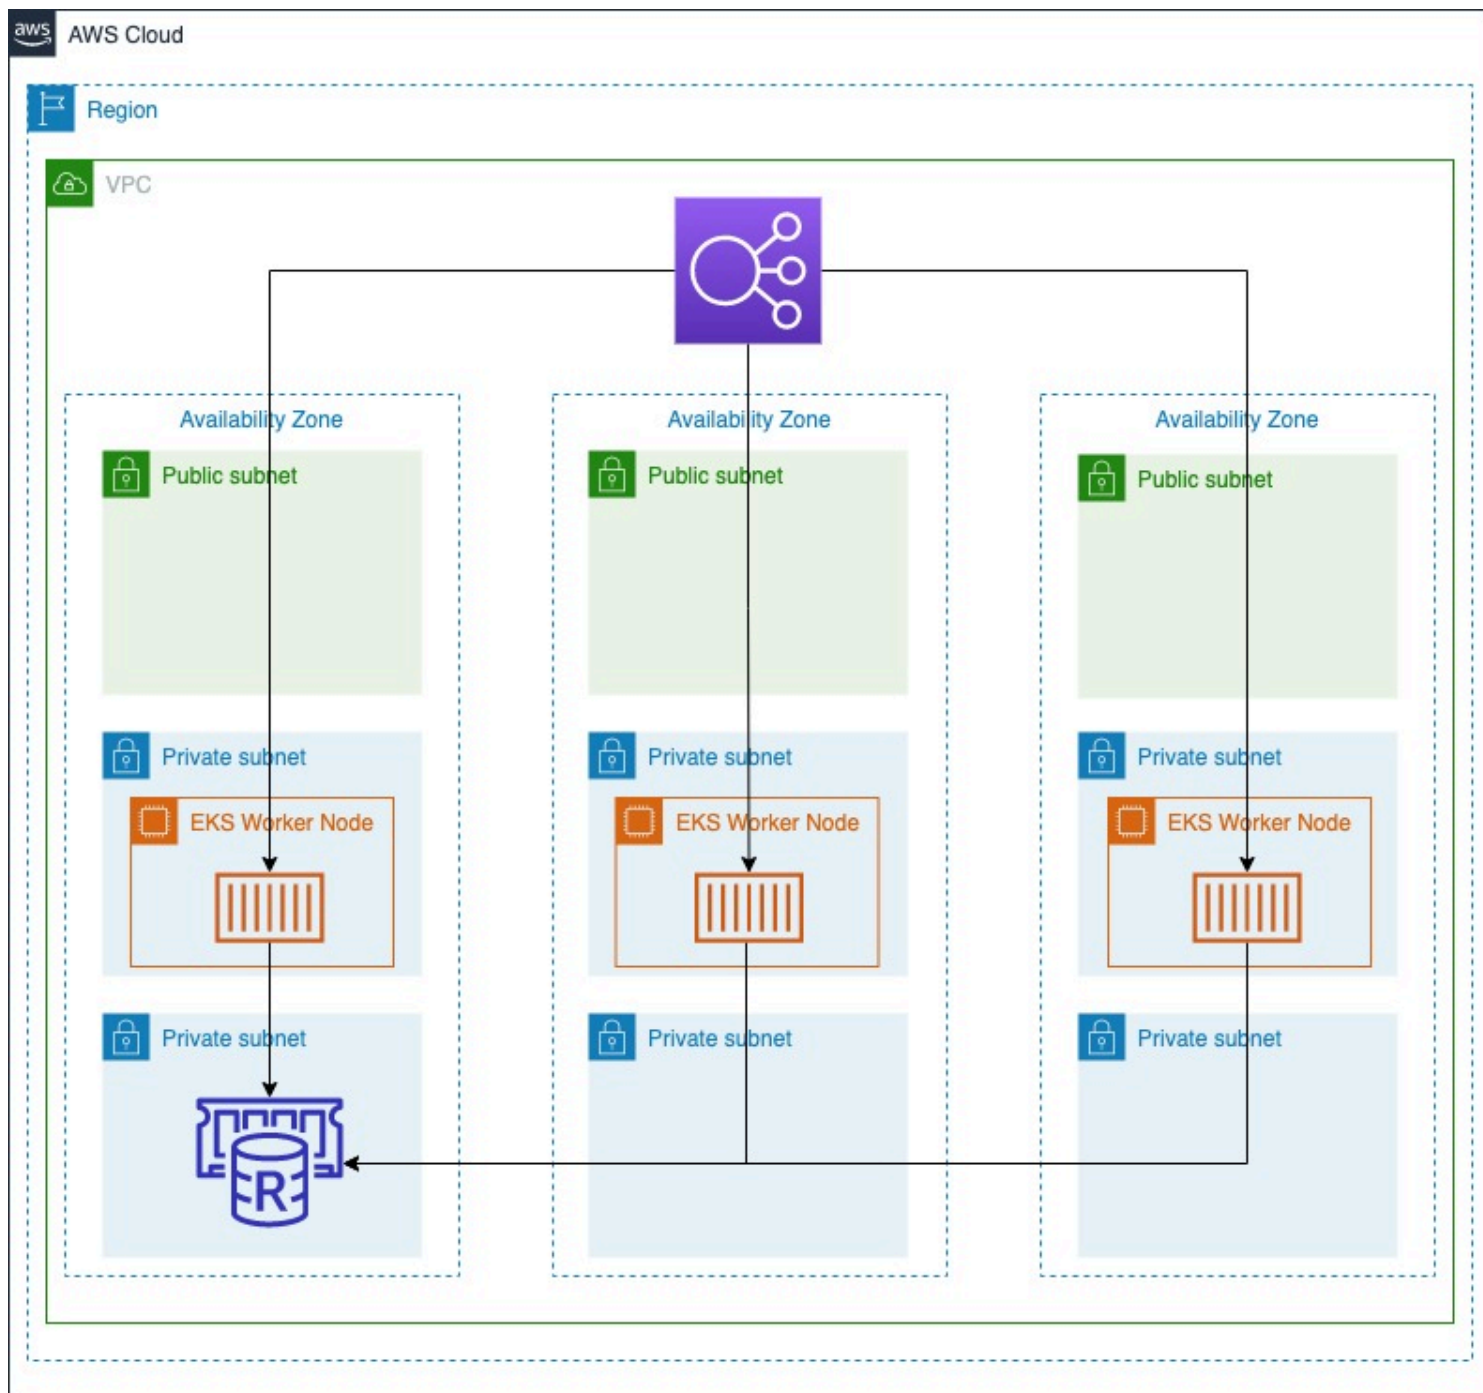 aws
AWS Cloud
Region
VPC
Availability Zone
Availability Zone
Availability Zone
Public subnet
Public subnet
Public subnet
Private subnet
Private subnet
Private subnet
EKS Worker Node
EKS Worker Node
EKS Worker Node
Private subnet
Private subnet
Private subnet
R